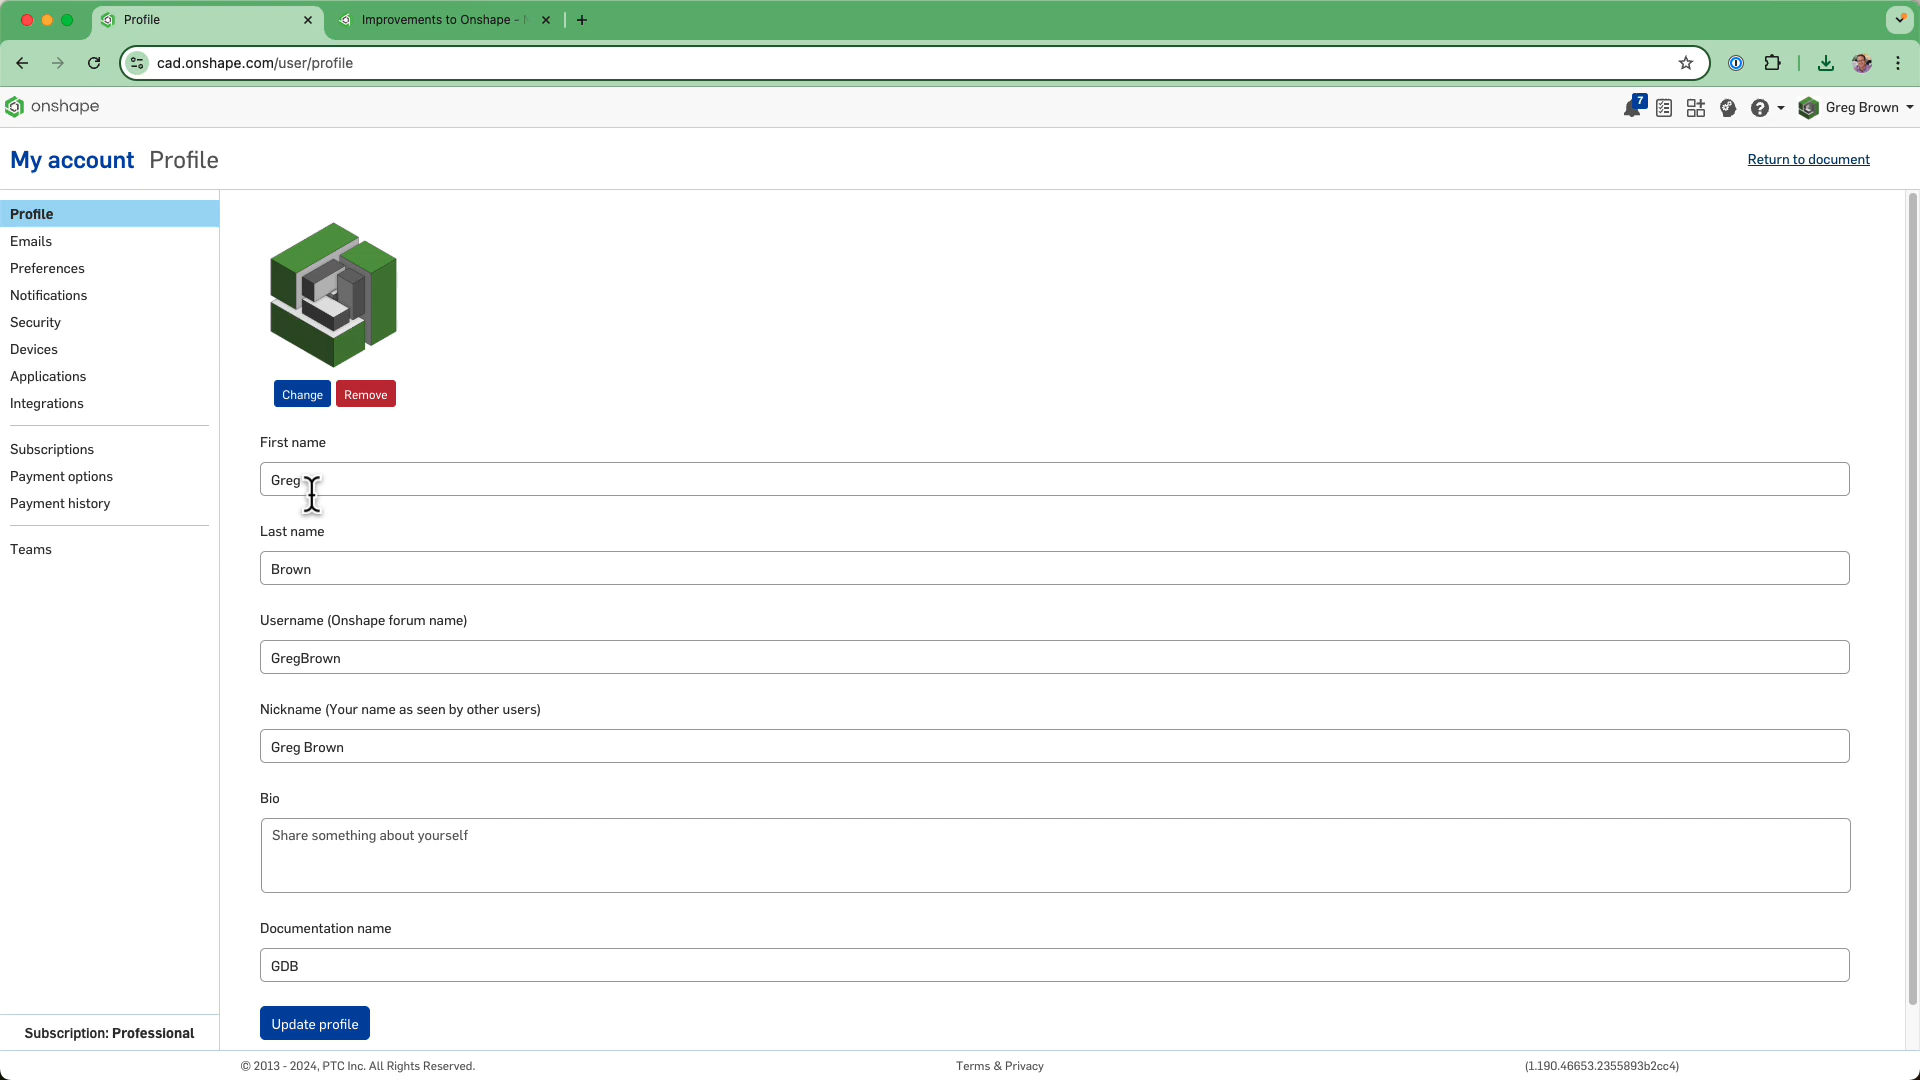 Profile
Improvements to Onshape -
cad.onshape.com/user/profile
onshape
7
Greg Brown
My account Profile
Return to document
Profile
Emails
Preferences
Notifications
Security
Devices
Applications
Integrations
Subscriptions
Payment options
Payment history
Teams
Subscription: Professional
Change
Remove
First name
Greg
Last name
Brown
Username (Onshape forum name)
GregBrown
Nickname (Your name as seen by other users)
Greg Brown
Bio
Share something about yourself
Documentation name
GDB
Update profile
© 2013 - 2024, PTC Inc. All Rights Reserved.
Terms & Privacy
(1.190.46653.2355893b2cc4)